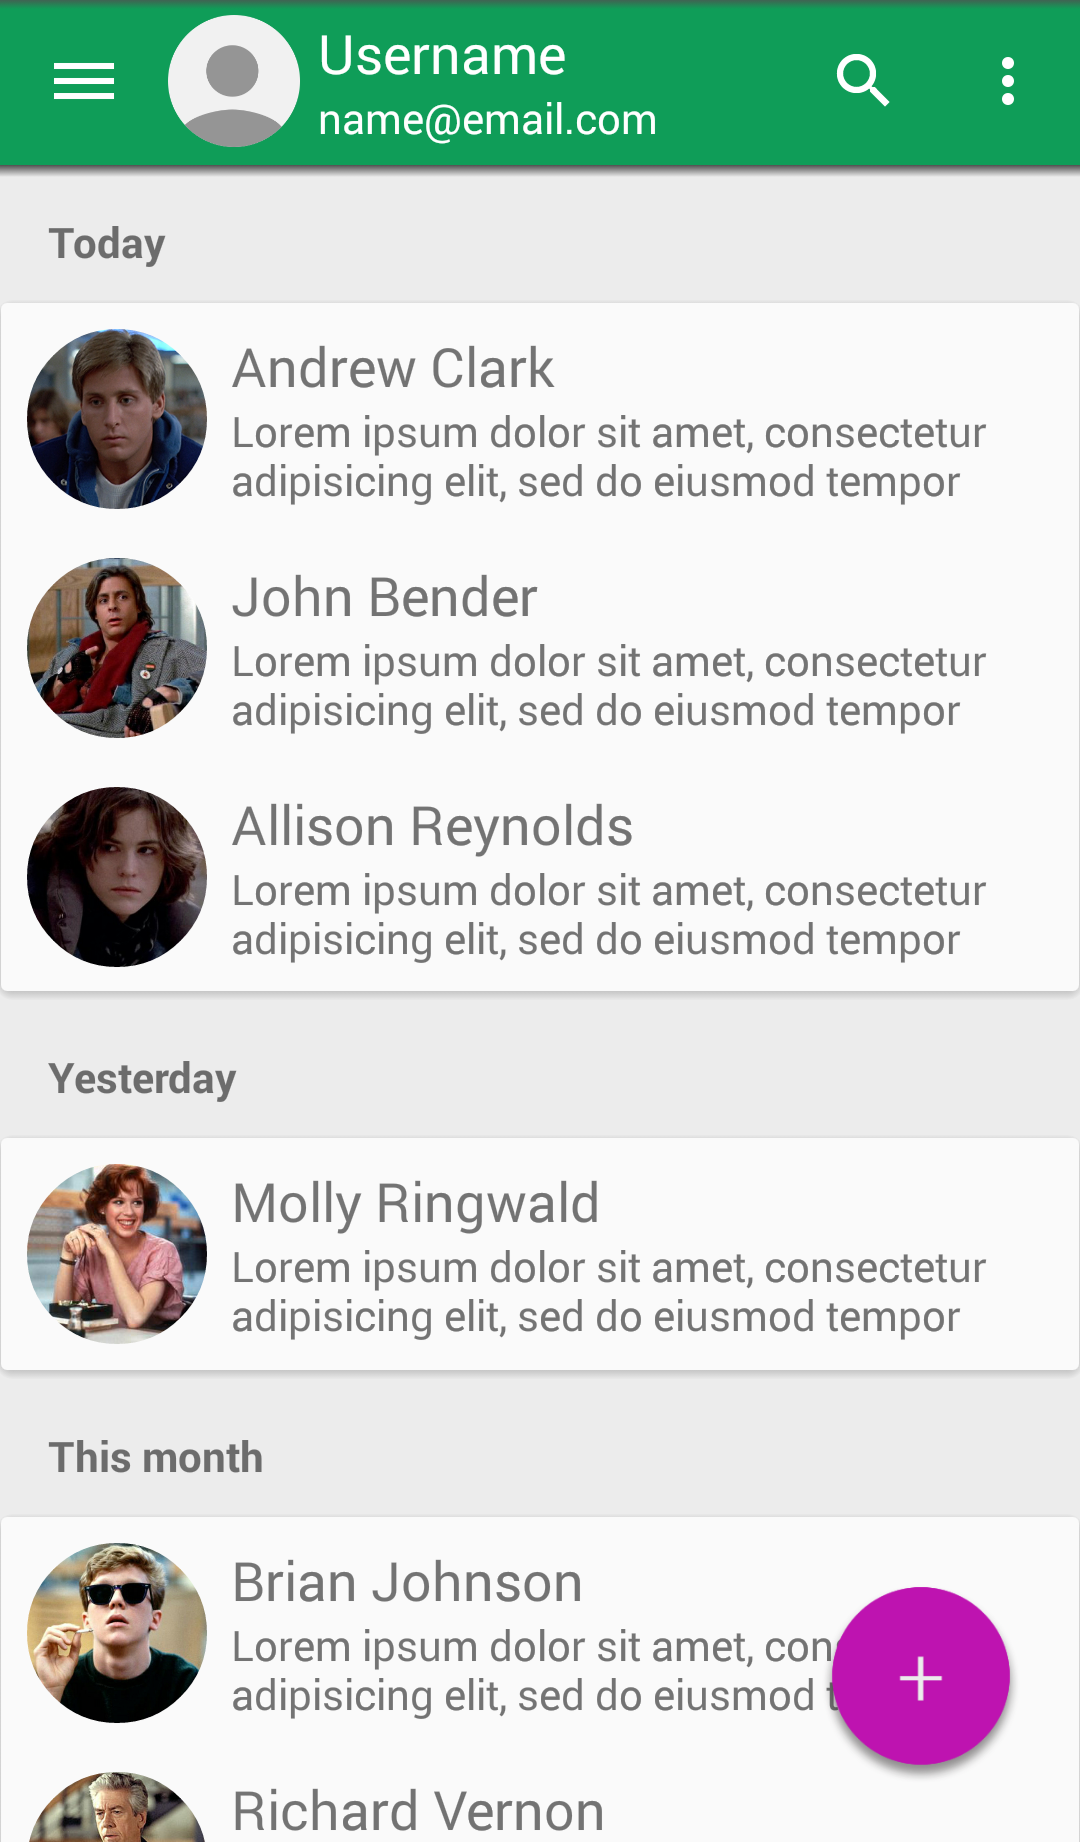 Username
name@email.com
Today
Andrew Clark
Lorem ipsum dolor sit amet, consectetur
adipisicing elit, sed do eiusmod tempor
John Bender
Lorem ipsum dolor sit amet, consectetur
adipisicing elit, sed do eiusmod tempor
Allison Reynolds
Lorem ipsum dolor sit amet, consectetur
adipisicing elit, sed do eiusmod tempor
Yesterday
Molly Ringwald
Lorem ipsum dolor sit amet, consectetur
adipisicing elit, sed do eiusmod tempor
This month
Brian Johnson
Lorem ipsum dolor sit amet,
adipisicing elit, sed do eiusmod
Richard Vernon